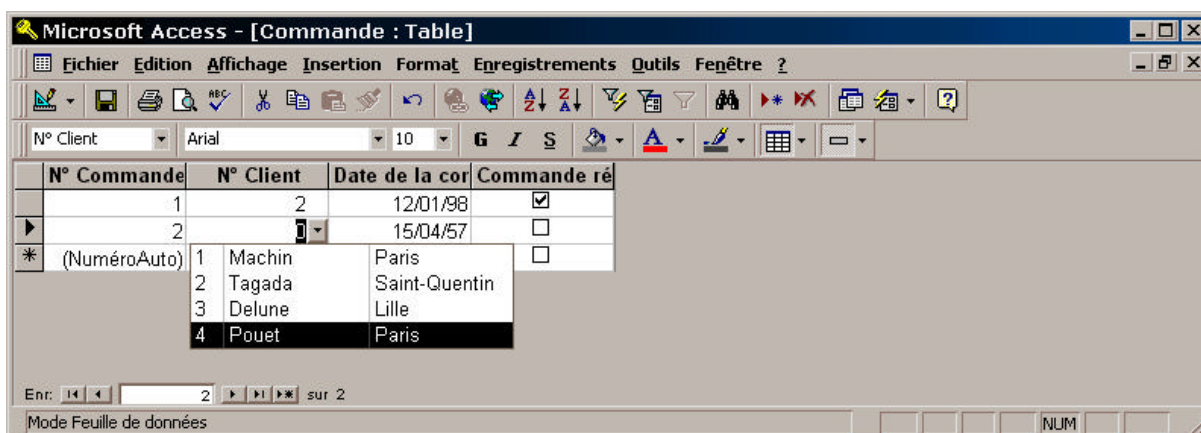 Microsoft Access - [Commande : Table]
Fichier Edition Affichage Insertion Format Enregistrements Outils Fenêtre ?
N° Client Arial 10 G I S A
N° Commande N° Client Date de la cor Commande ré
1 2 12/01/98
2 0 15/04/57
(NuméroAuto) 1 Machin Paris
2 Tagada Saint-Quentin
3 Delune Lille
4 Pouet Paris
Enr: 2 sur 2
Mode Feuille de données NUM